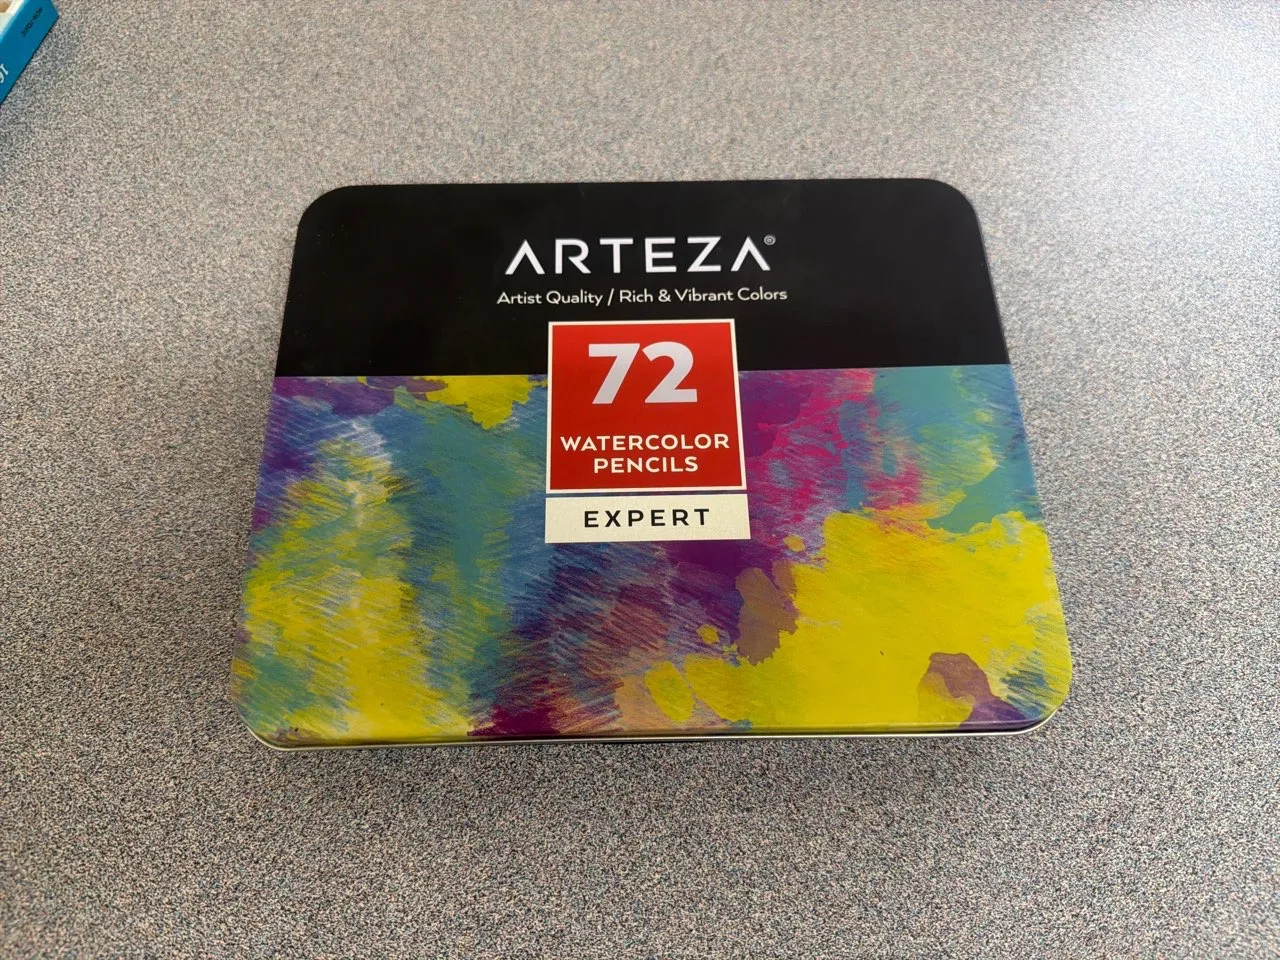 ARTEZA®
Artist Quality / Rich & Vibrant Colors
72
WATERCOLOR
PENCILS
EXPERT